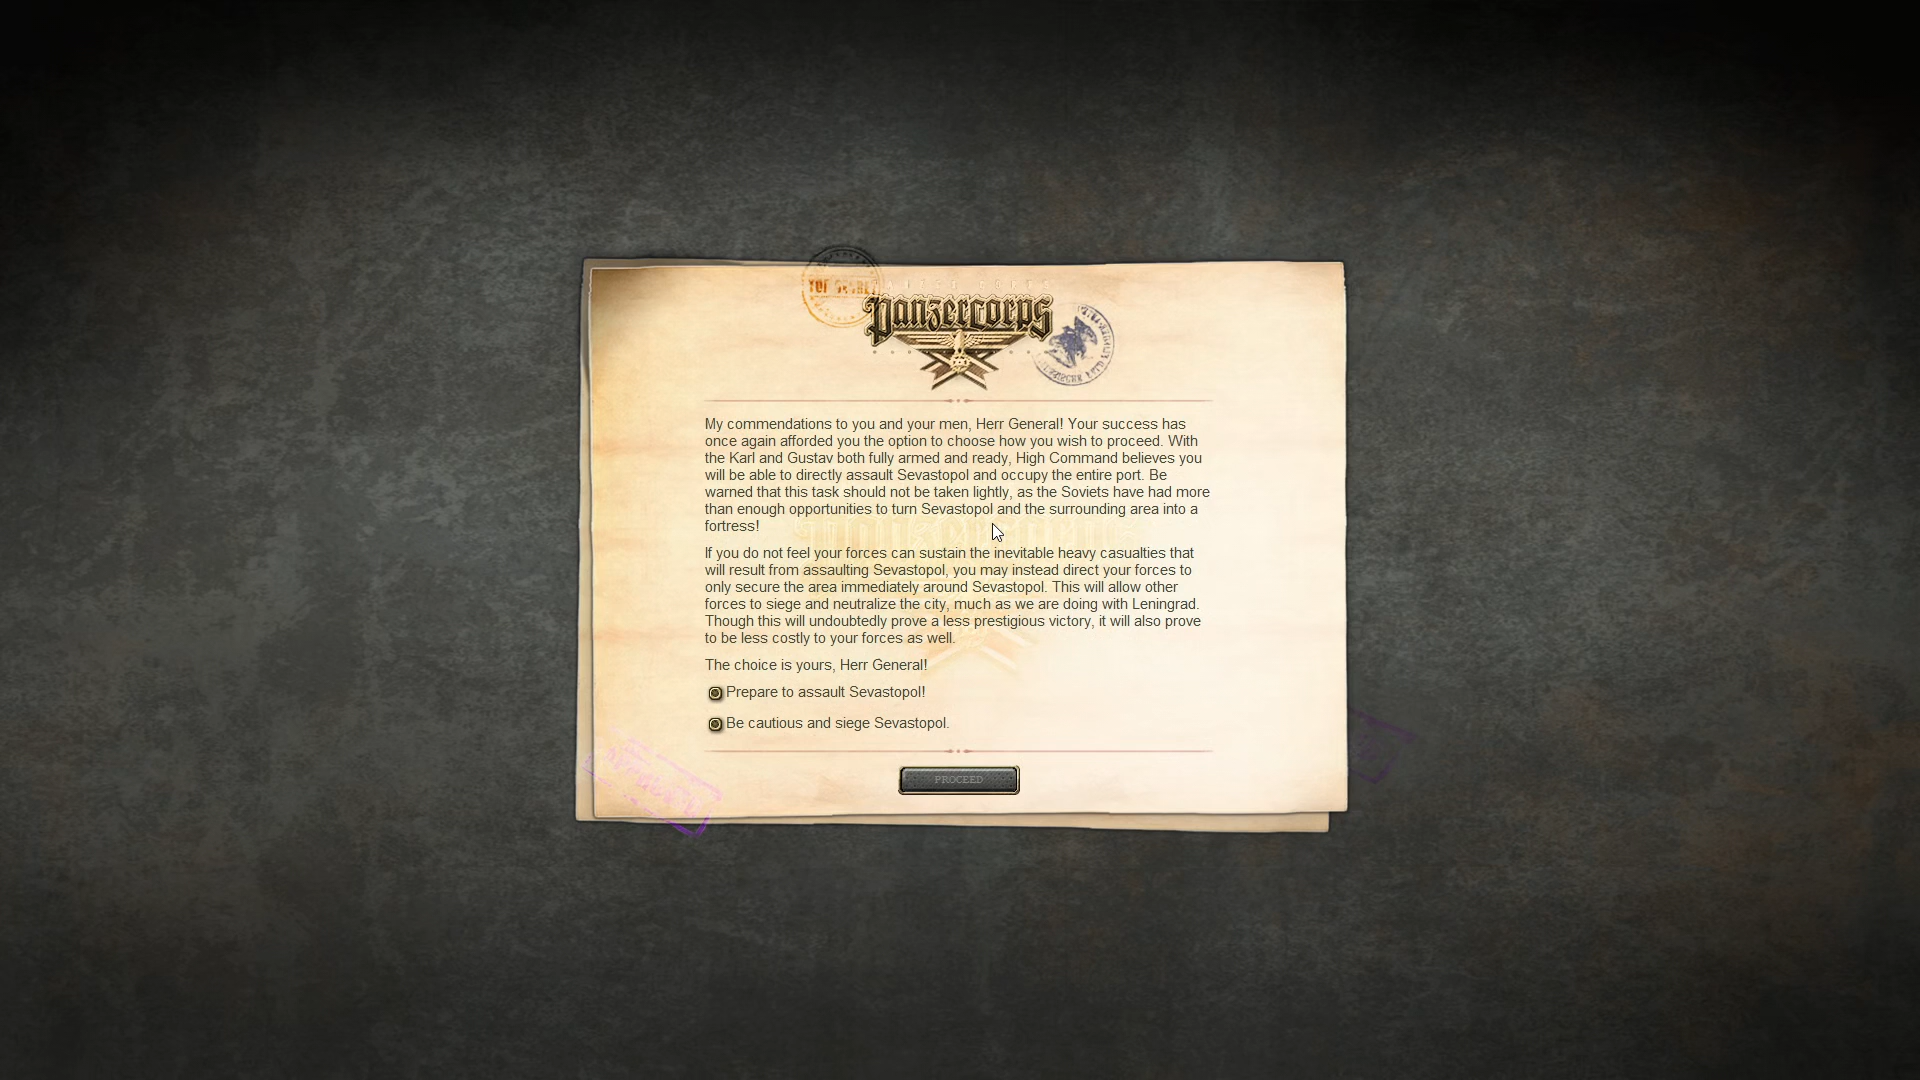 TOP SECRET
Panzercorps
My commendations to you and your men, Herr General! Your success has
once again afforded you the option to choose how you wish to proceed. With
the Karl and Gustav both fully armed and ready, High Command believes you
will be able to directly assault Sevastopol and occupy the entire port. Be
warned that this task should not be taken lightly, as the Soviets have had more
than enough opportunities to turn Sevastopol and the surrounding area into a
fortress!
If you do not feel your forces can sustain the inevitable heavy casualties that
will result from assaulting Sevastopol, you may instead direct your forces to
only secure the area immediately around Sevastopol. This will allow other
forces to siege and neutralize the city, much as we are doing with Leningrad.
Though this will undoubtedly prove a less prestigious victory, it will also prove
to be less costly to your forces as well.
The choice is yours, Herr General!
Prepare to assault Sevastopol!
Be cautious and siege Sevastopol.
PROCEED